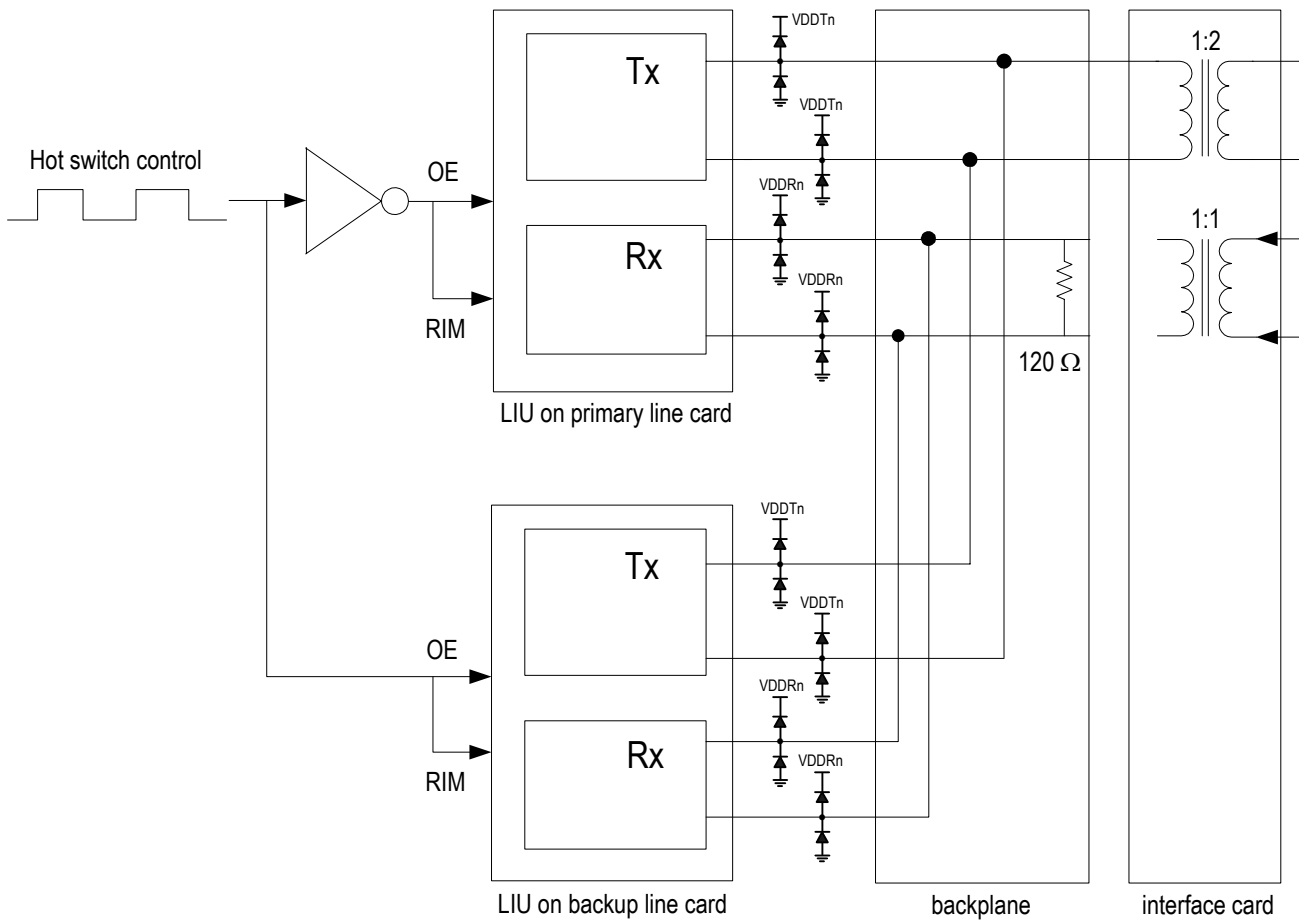 VDDTn
1:2
Tx
VDDTn
Hot switch control
OE
VDDRn
1:1
Rx
VDDRn
RIM
120 Ω
LIU on primary line card
VDDTn
Tx
VDDTn
OE
VDDRn
Rx
VDDRn
RIM
LIU on backup line card
backplane
interface card